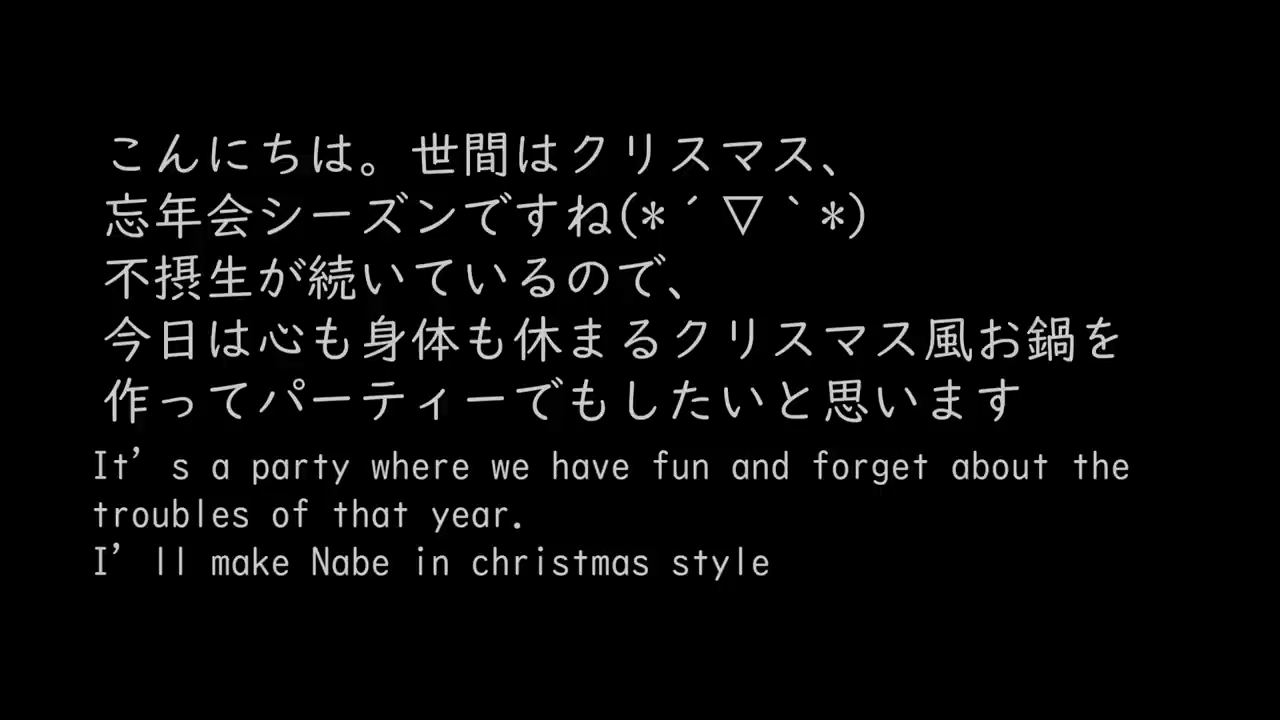 こんにちは。世間はクリスマス、
忘年会シーズンですね(*´▽｀*)
不摂生が続いているので、
今日は心も身体も休まるクリスマス風お鍋を
作ってパーティーでもしたいと思います
It’s a party where we have fun and forget about the
troubles of that year.
I’ll make Nabe in christmas style